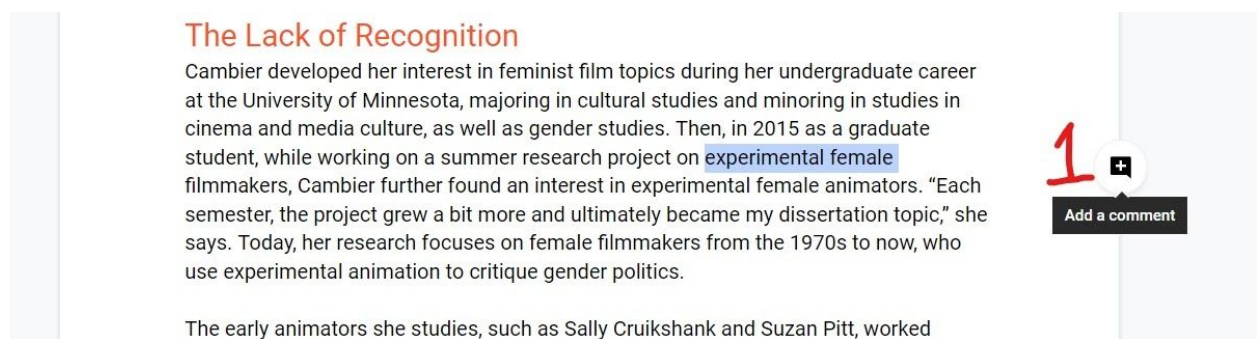 The Lack of Recognition
Cambier developed her interest in feminist film topics during her undergraduate career
at the University of Minnesota, majoring in cultural studies and minoring in studies in
cinema and media culture, as well as gender studies. Then, in 2015 as a graduate
student, while working on a summer research project on experimental female
filmmakers, Cambier further found an interest in experimental female animators. “Each
semester, the project grew a bit more and ultimately became my dissertation topic,” she
says. Today, her research focuses on female filmmakers from the 1970s to now, who
use experimental animation to critique gender politics.
The early animators she studies, such as Sally Cruikshank and Suzan Pitt, worked
1
Add a comment